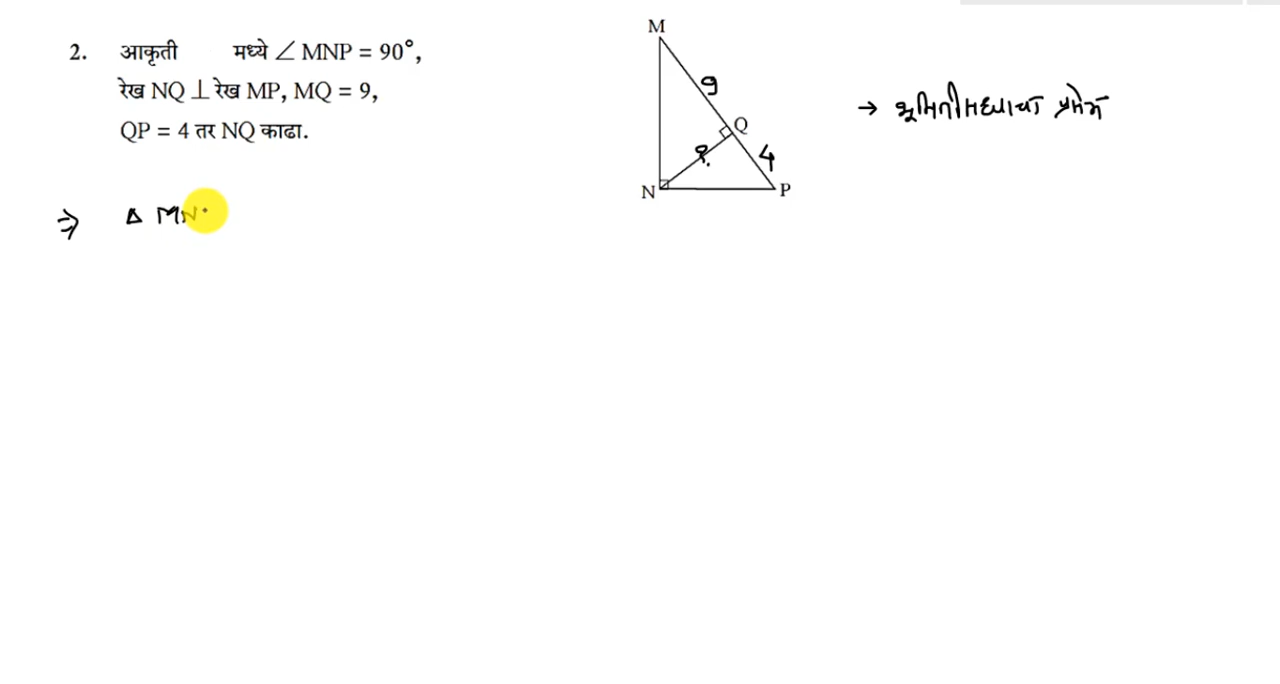 2. आकृती मध्ये ∠ MNP = 90°,
रेख NQ ⊥ रेख MP, MQ = 9,
QP = 4 तर NQ काढा.
M
9
Q
4
?
N
P
→ भूमितीमध्याचा प्रमेय
⇒ Δ MN